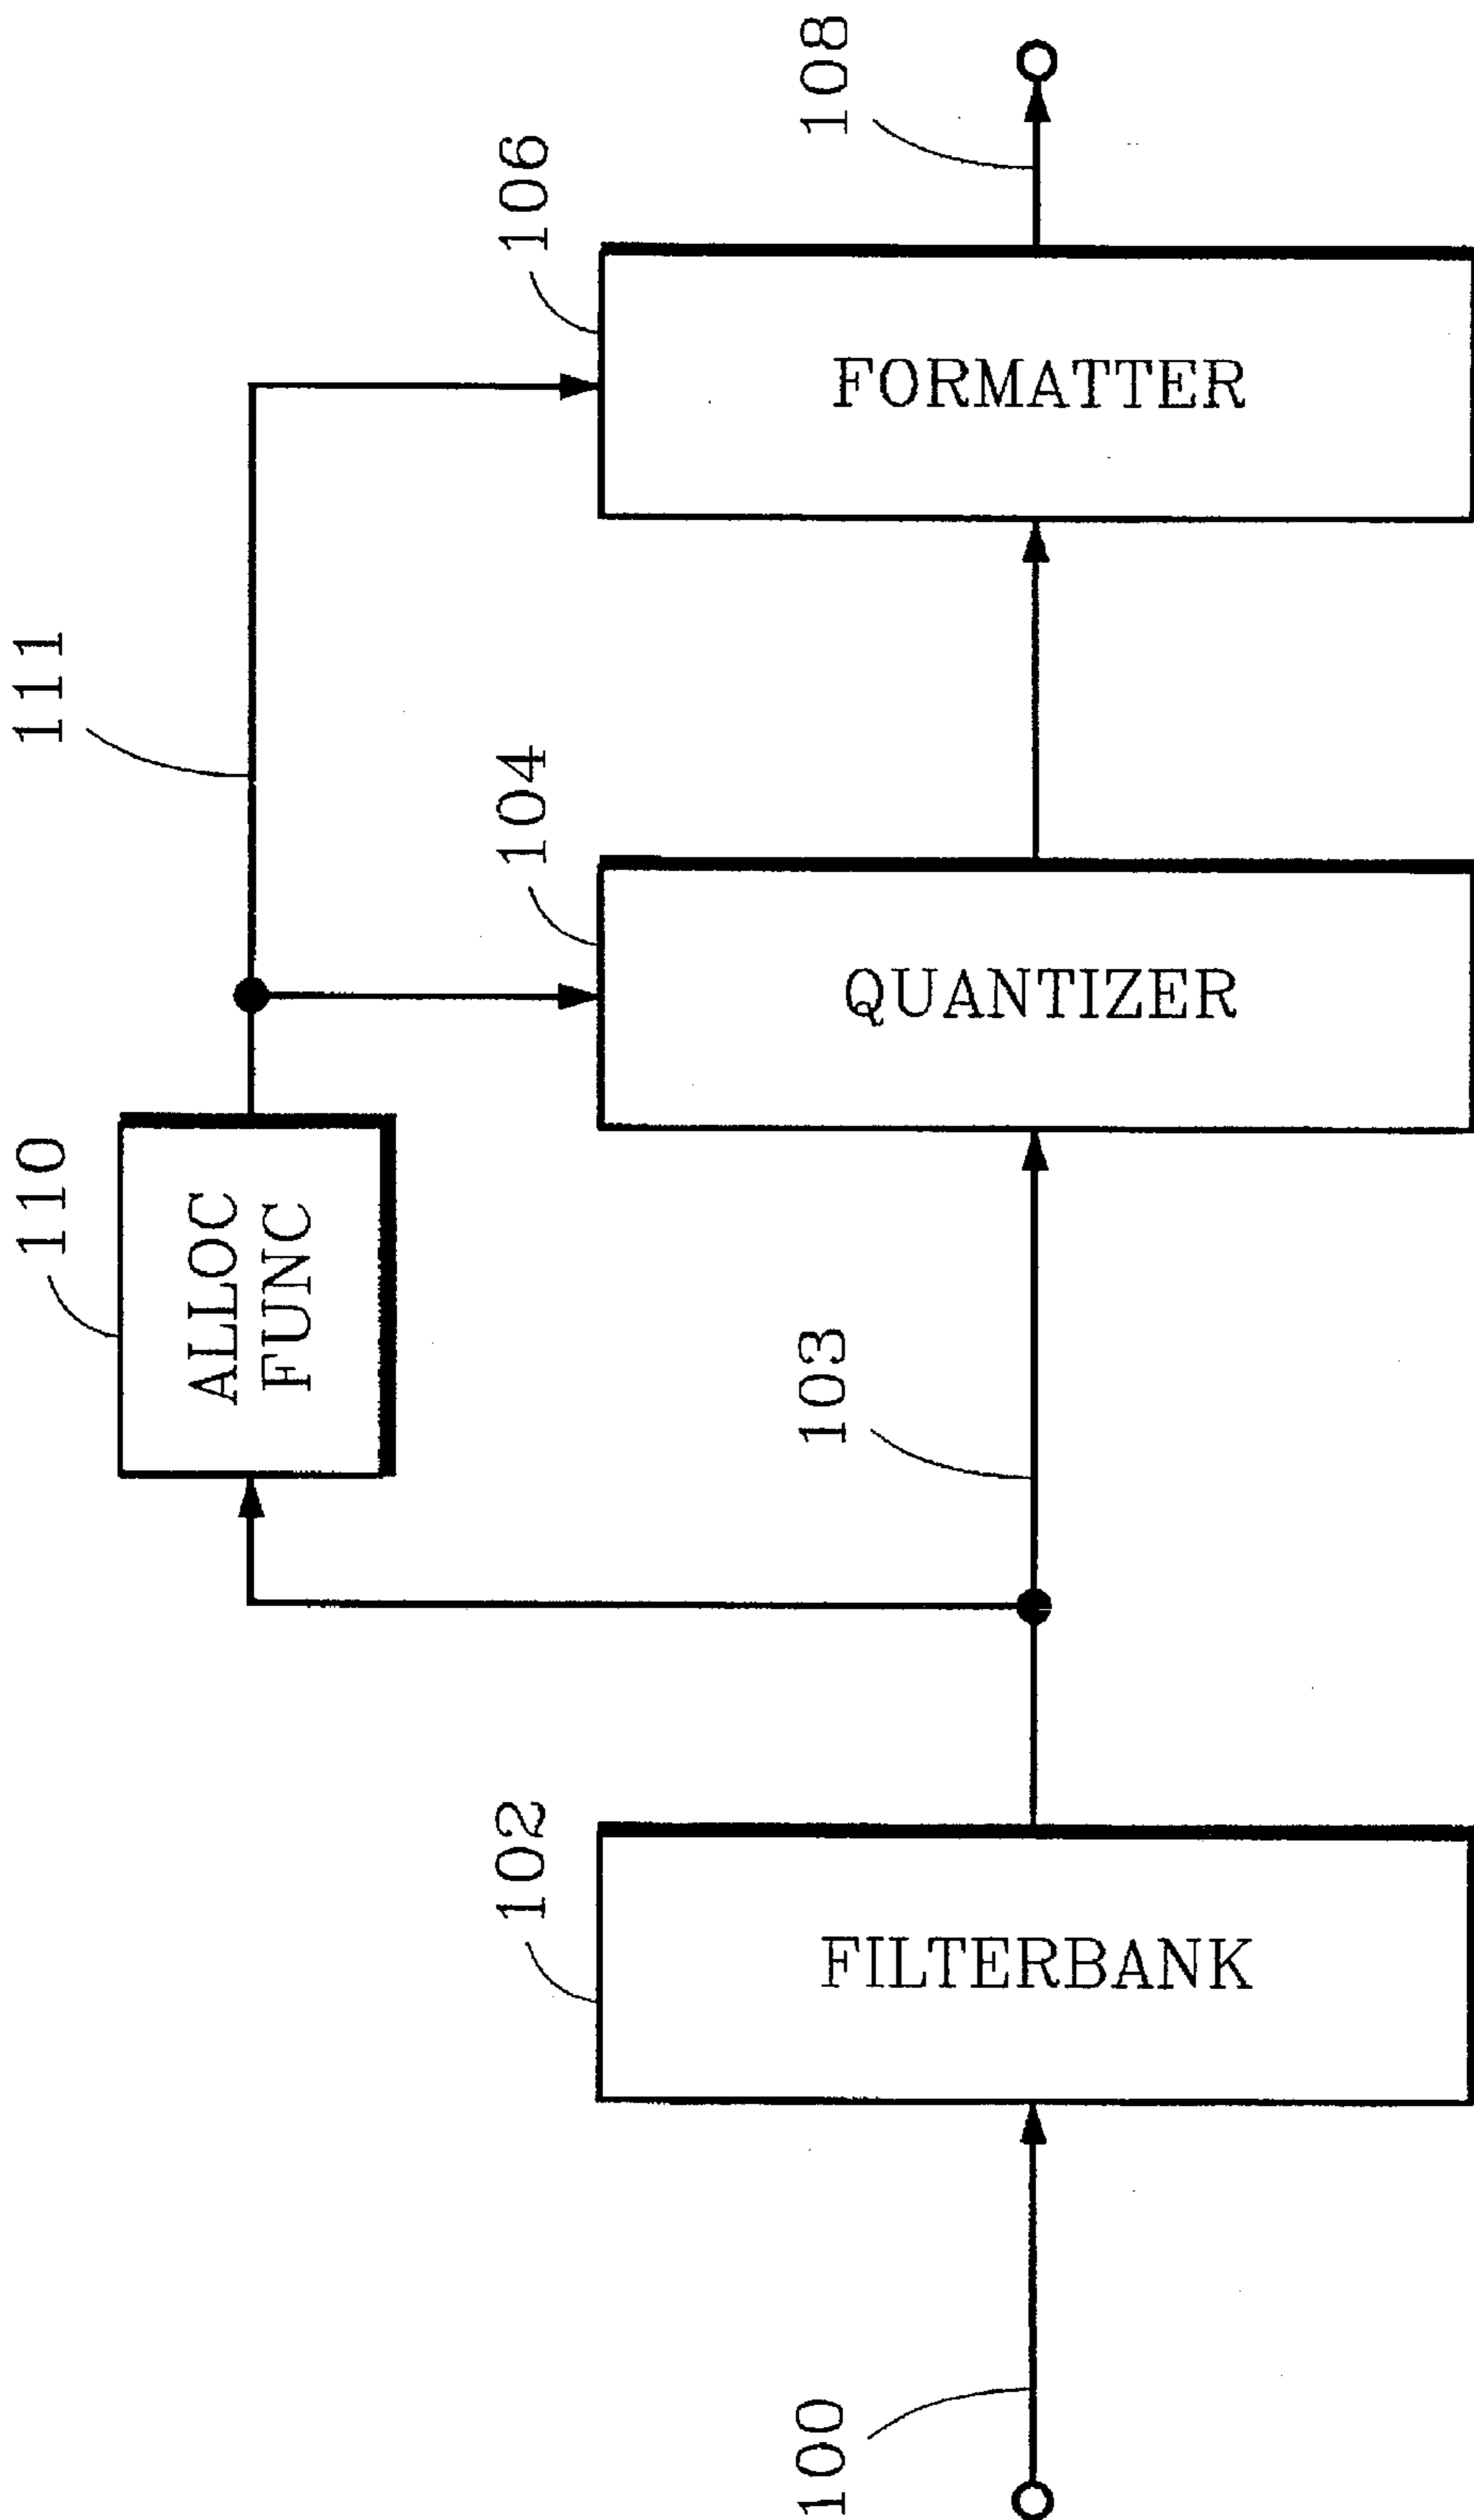 110
111
ALLOC
FUNC
102
104
106
FILTERBANK
QUANTIZER
FORMATTER
100
103
108